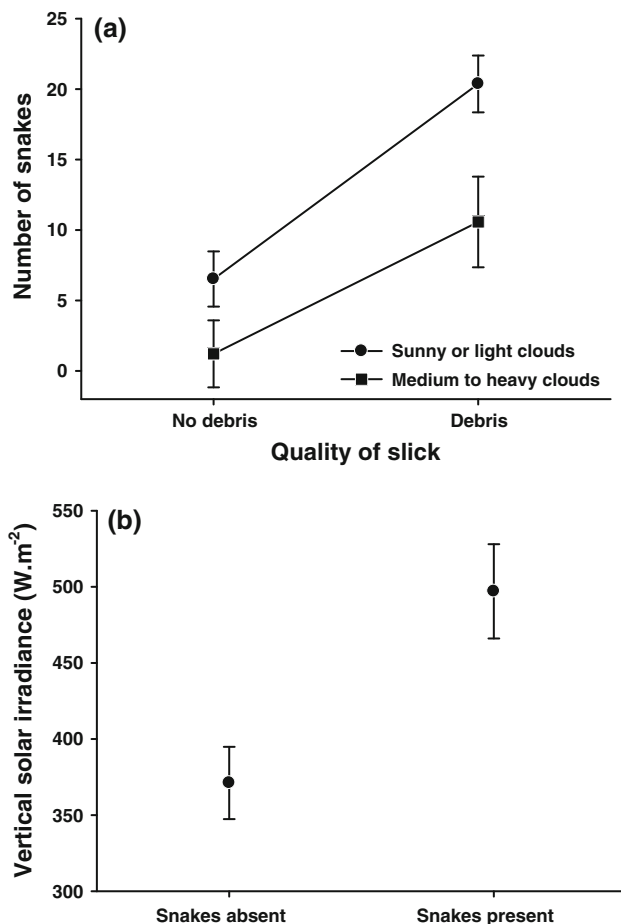 (a)
Number of snakes
25
20
15
10
5
0
Sunny or light clouds
Medium to heavy clouds
No debris
Debris
Quality of slick
(b)
Vertical solar irradiance (W.m-2)
550
500
450
400
350
300
Snakes absent
Snakes present